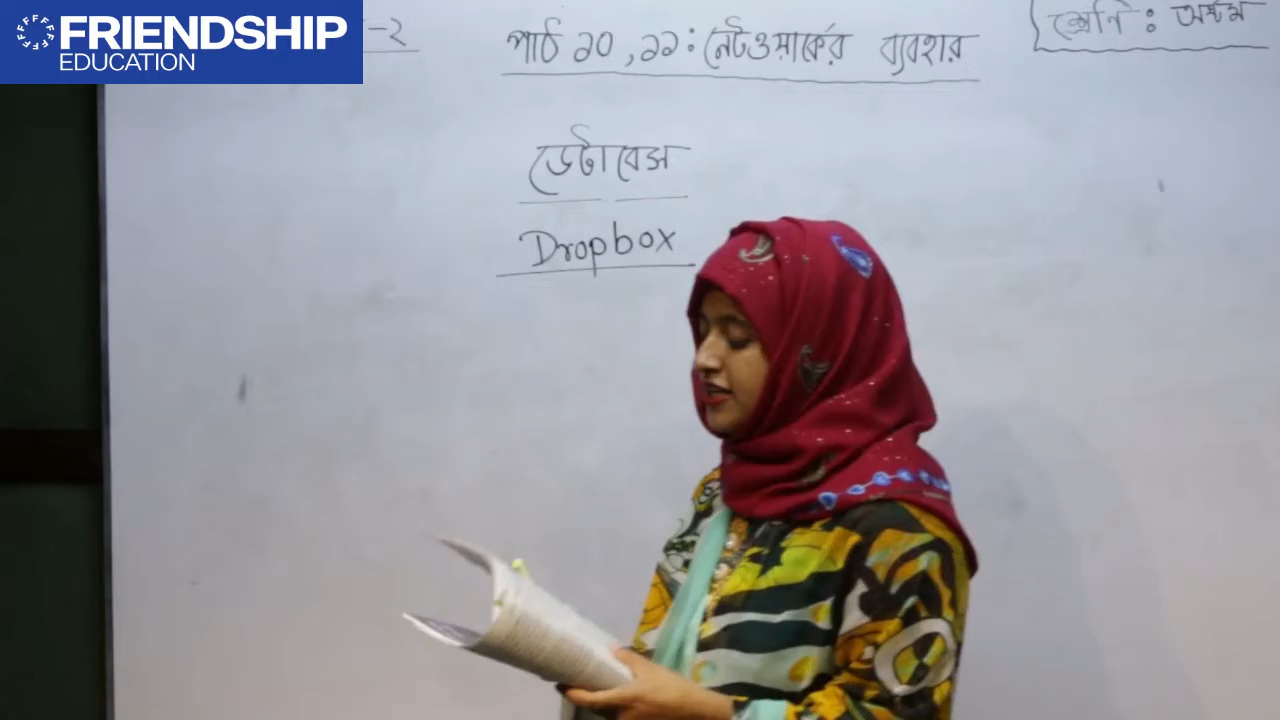 FRIENDSHIP
EDUCATION
-২
পাঠ ১০, ১১: নেটওয়ার্কের ব্যবহার
শ্রেণি : অষ্টম
ডেটাবেস
Dropbox